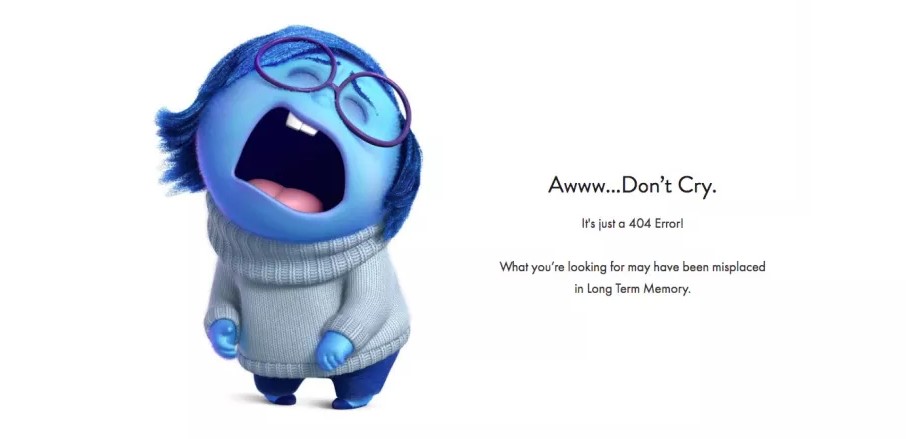 Awww...Don't Cry.
It's just a 404 Error!
What you're looking for may have been misplaced
in Long Term Memory.